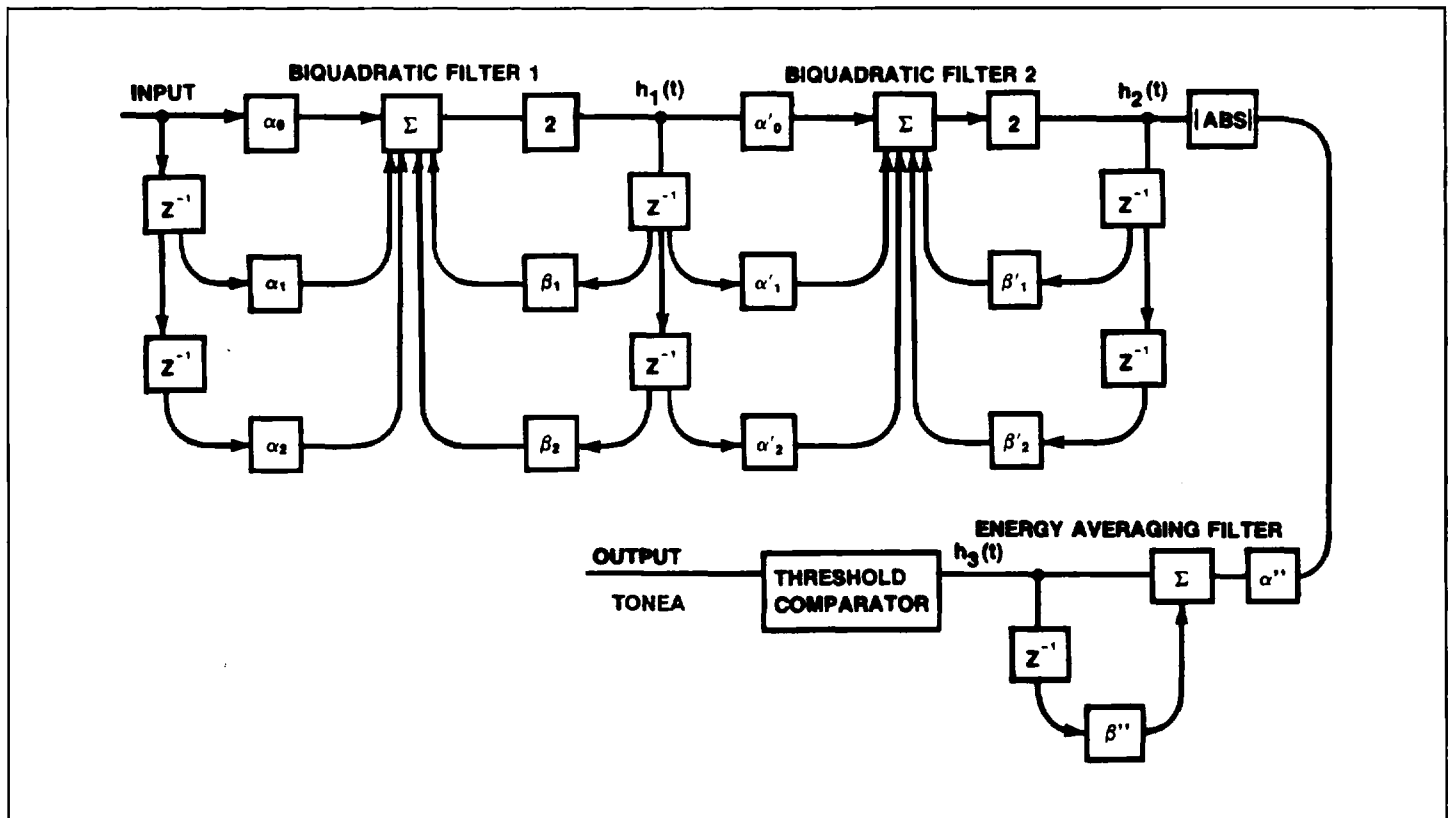 BIQUADRATIC FILTER 1
BIQUADRATIC FILTER 2
INPUT
h₁(t)
h₂(t)
α₀
Σ
2
α'₀
Σ
2
|ABS|
Z⁻¹
Z⁻¹
Z⁻¹
α₁
β₁
α'₁
β'₁
Z⁻¹
Z⁻¹
Z⁻¹
α₂
β₂
α'₂
β'₂
ENERGY AVERAGING FILTER
OUTPUT
h₃(t)
THRESHOLD
COMPARATOR
Σ
α''
TONEA
Z⁻¹
β''